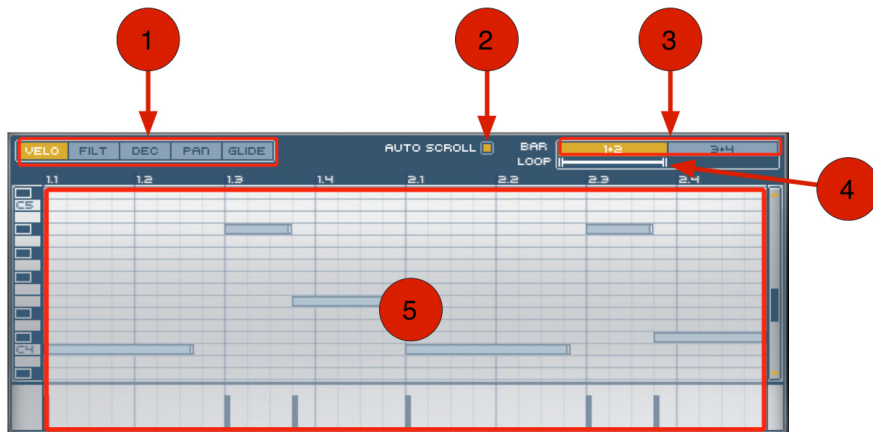 1 2 3
VELO FILT DEC PAN GLIDE AUTO SCROLL BAR 1+2 3+4
LOOP
4
1.1 1.2 1.3 1.4 2.1 2.2 2.3 2.4
C5
5
C4